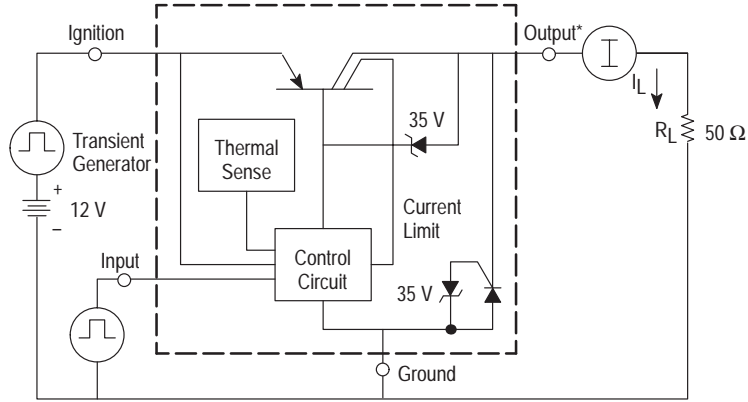 Ignition
Output*
I
I_L
35 V
R_L
50 Ω
Transient
Generator
Thermal
Sense
+
12 V
–
Current
Limit
Input
Control
Circuit
35 V
Ground